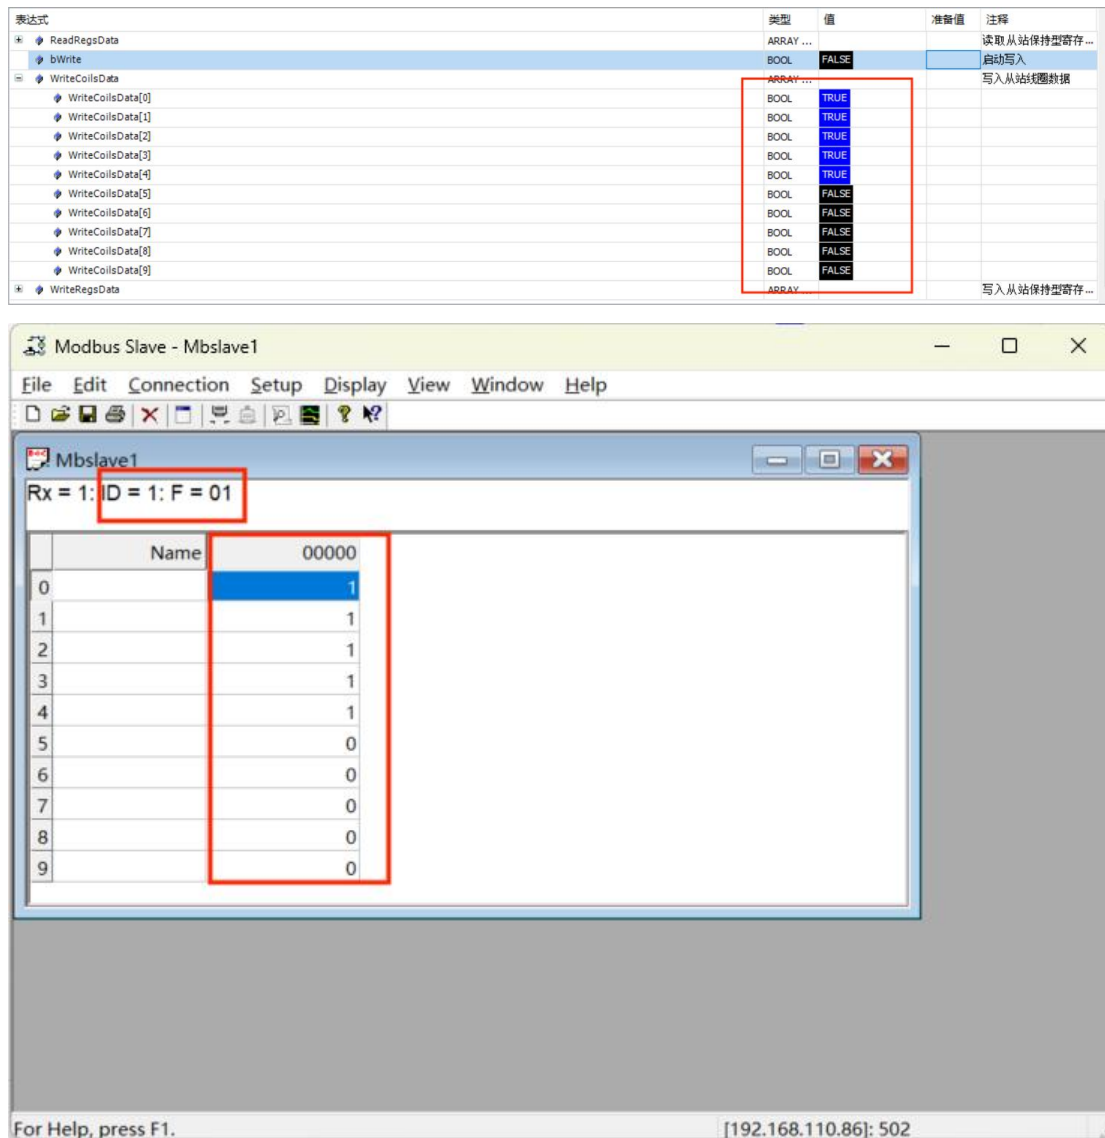 表达式 类型 值 准备值 注释
ReadRegsData ARRAY ... 读取从站保持型寄存...
bWrite BOOL FALSE 启动写入
WriteCoilsData ARRAY ... 写入从站线圈数据
WriteCoilsData[0] BOOL TRUE
WriteCoilsData[1] BOOL TRUE
WriteCoilsData[2] BOOL TRUE
WriteCoilsData[3] BOOL TRUE
WriteCoilsData[4] BOOL TRUE
WriteCoilsData[5] BOOL FALSE
WriteCoilsData[6] BOOL FALSE
WriteCoilsData[7] BOOL FALSE
WriteCoilsData[8] BOOL FALSE
WriteCoilsData[9] BOOL FALSE
WriteRegsData ARRAY ... 写入从站保持型寄存...
Modbus Slave - Mbslave1
File Edit Connection Setup Display View Window Help
Mbslave1
Rx = 1: ID = 1: F = 01
Name 00000
0 1
1 1
2 1
3 1
4 1
5 0
6 0
7 0
8 0
9 0
For Help, press F1. [192.168.110.86]: 502